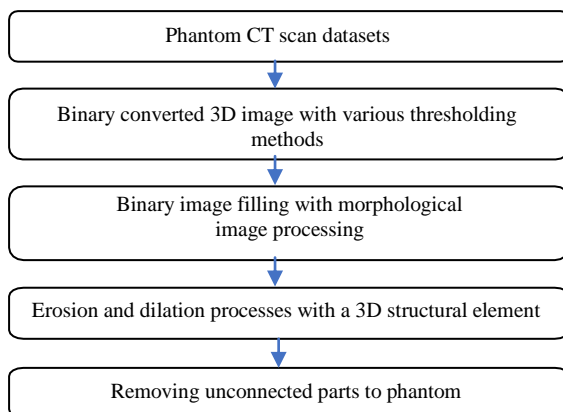 Phantom CT scan datasets
Binary converted 3D image with various thresholding
methods
Binary image filling with morphological
image processing
Erosion and dilation processes with a 3D structural element
Removing unconnected parts to phantom